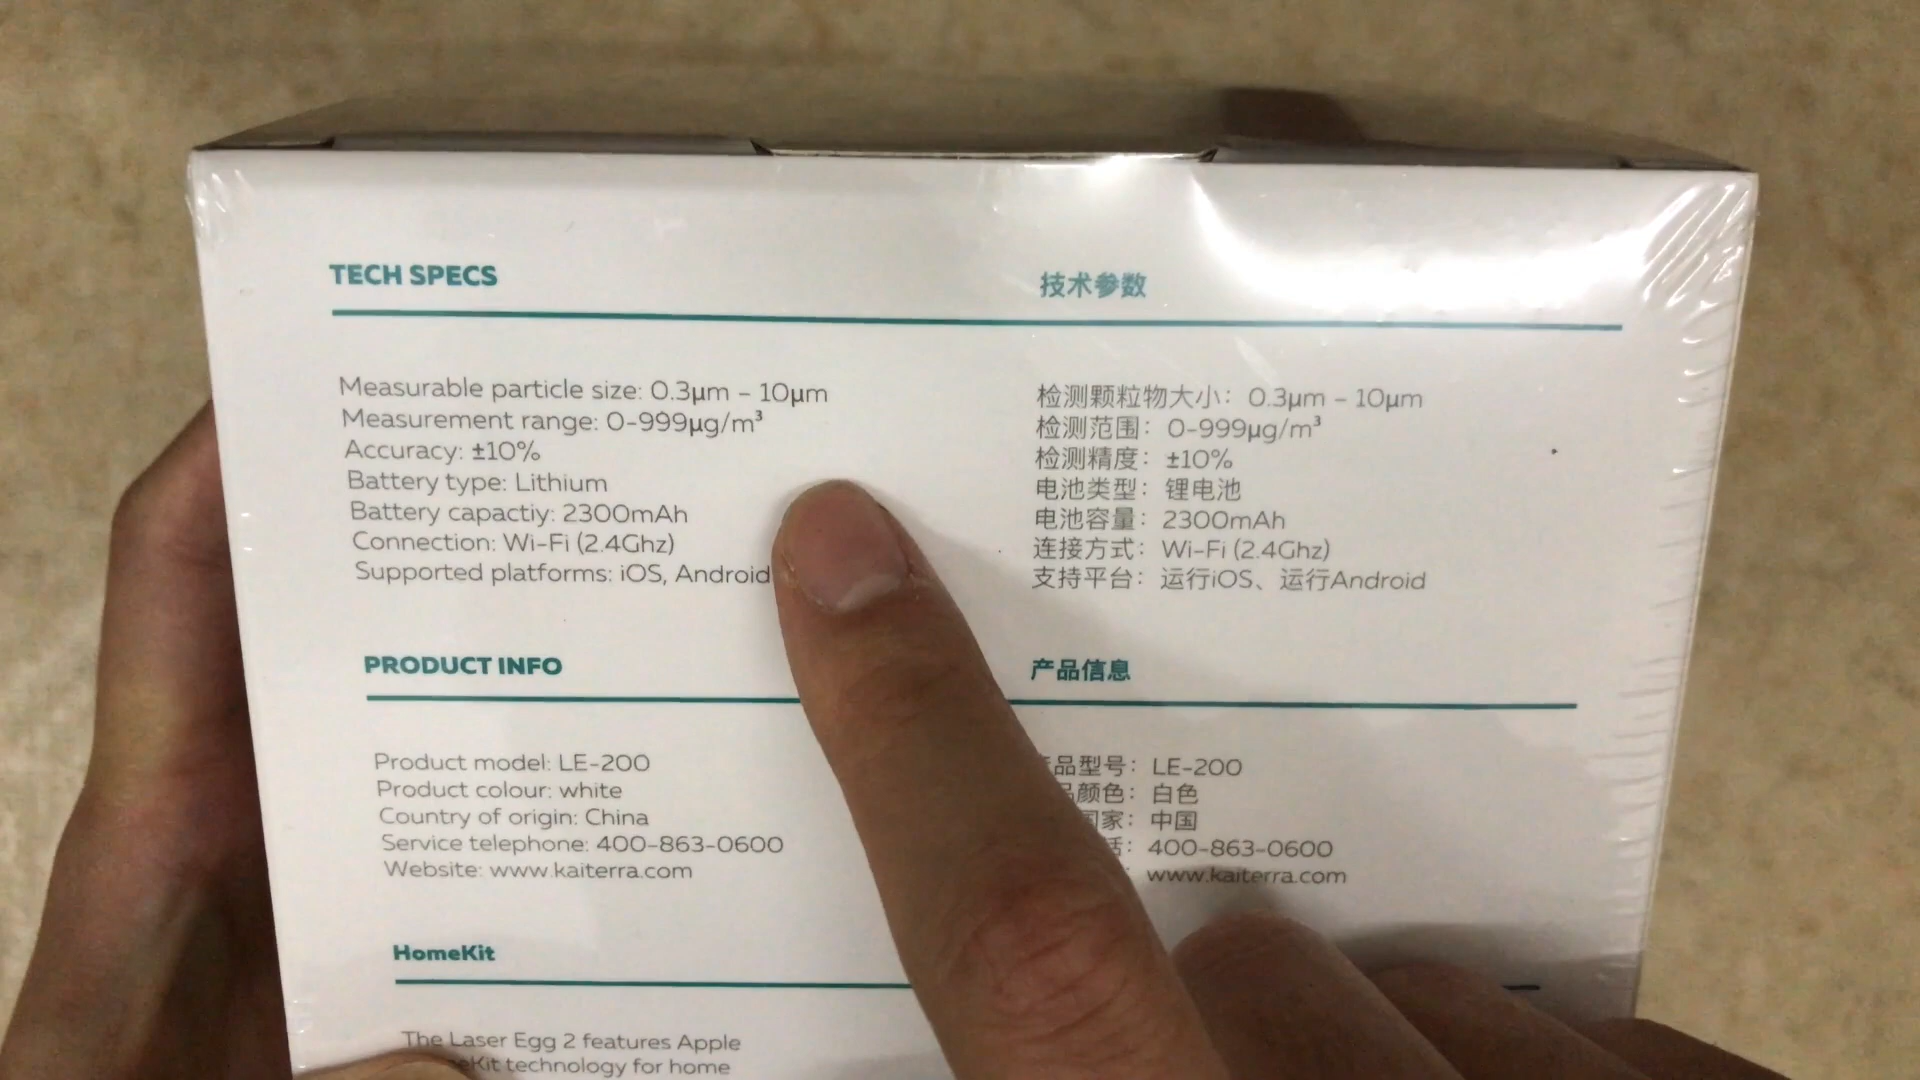 TECH SPECS
Measurable particle size: 0.3μm – 10μm
Measurement range: 0-999μg/m³
Accuracy: ±10%
Battery type: Lithium
Battery capactiy: 2300mAh
Connection: Wi-Fi (2.4Ghz)
Supported platforms: iOS, Android
技术参数
检测颗粒物大小：0.3μm – 10μm
检测范围：0-999μg/m³
检测精度：±10%
电池类型：锂电池
电池容量：2300mAh
连接方式：Wi-Fi (2.4Ghz)
支持平台：运行iOS、运行Android
PRODUCT INFO
Product model: LE-200
Product colour: white
Country of origin: China
Service telephone: 400-863-0600
Website: www.kaiterra.com
产品信息
品型号：LE-200
颜色：白色
国家：中国
话：400-863-0600
www.kaiterra.com
HomeKit
The Laser Egg 2 features Apple
technology for home